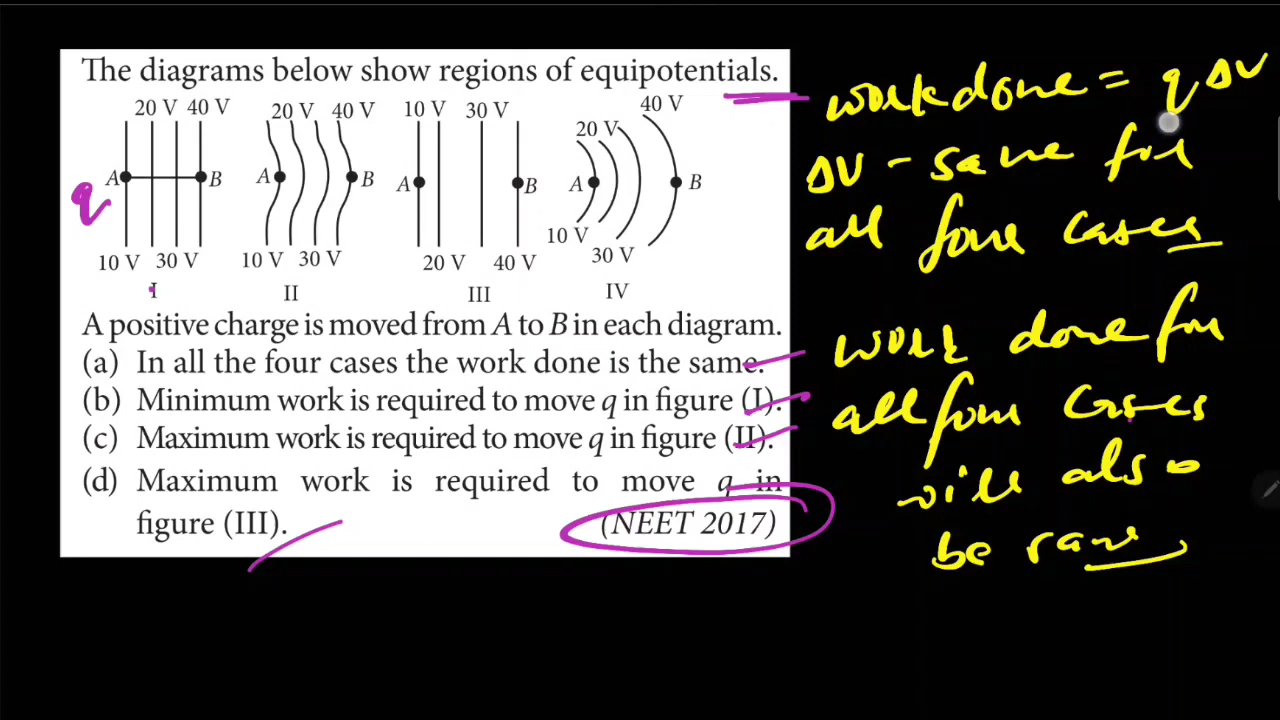 The diagrams below show regions of equipotentials.
20 V 40 V
20 V 40 V
10 V 30 V
40 V
20 V
A B
A B
A B
A B
q
10 V 30 V
10 V 30 V
20 V 40 V
10 V
30 V
I
II
III
IV
A positive charge is moved from A to B in each diagram.
(a) In all the four cases the work done is the same.
(b) Minimum work is required to move q in figure (I).
(c) Maximum work is required to move q in figure (II).
(d) Maximum work is required to move q in
figure (III). (NEET 2017)
work done = q ΔV
ΔV - same for
all four cases
work done for
all four cases
will also
be same